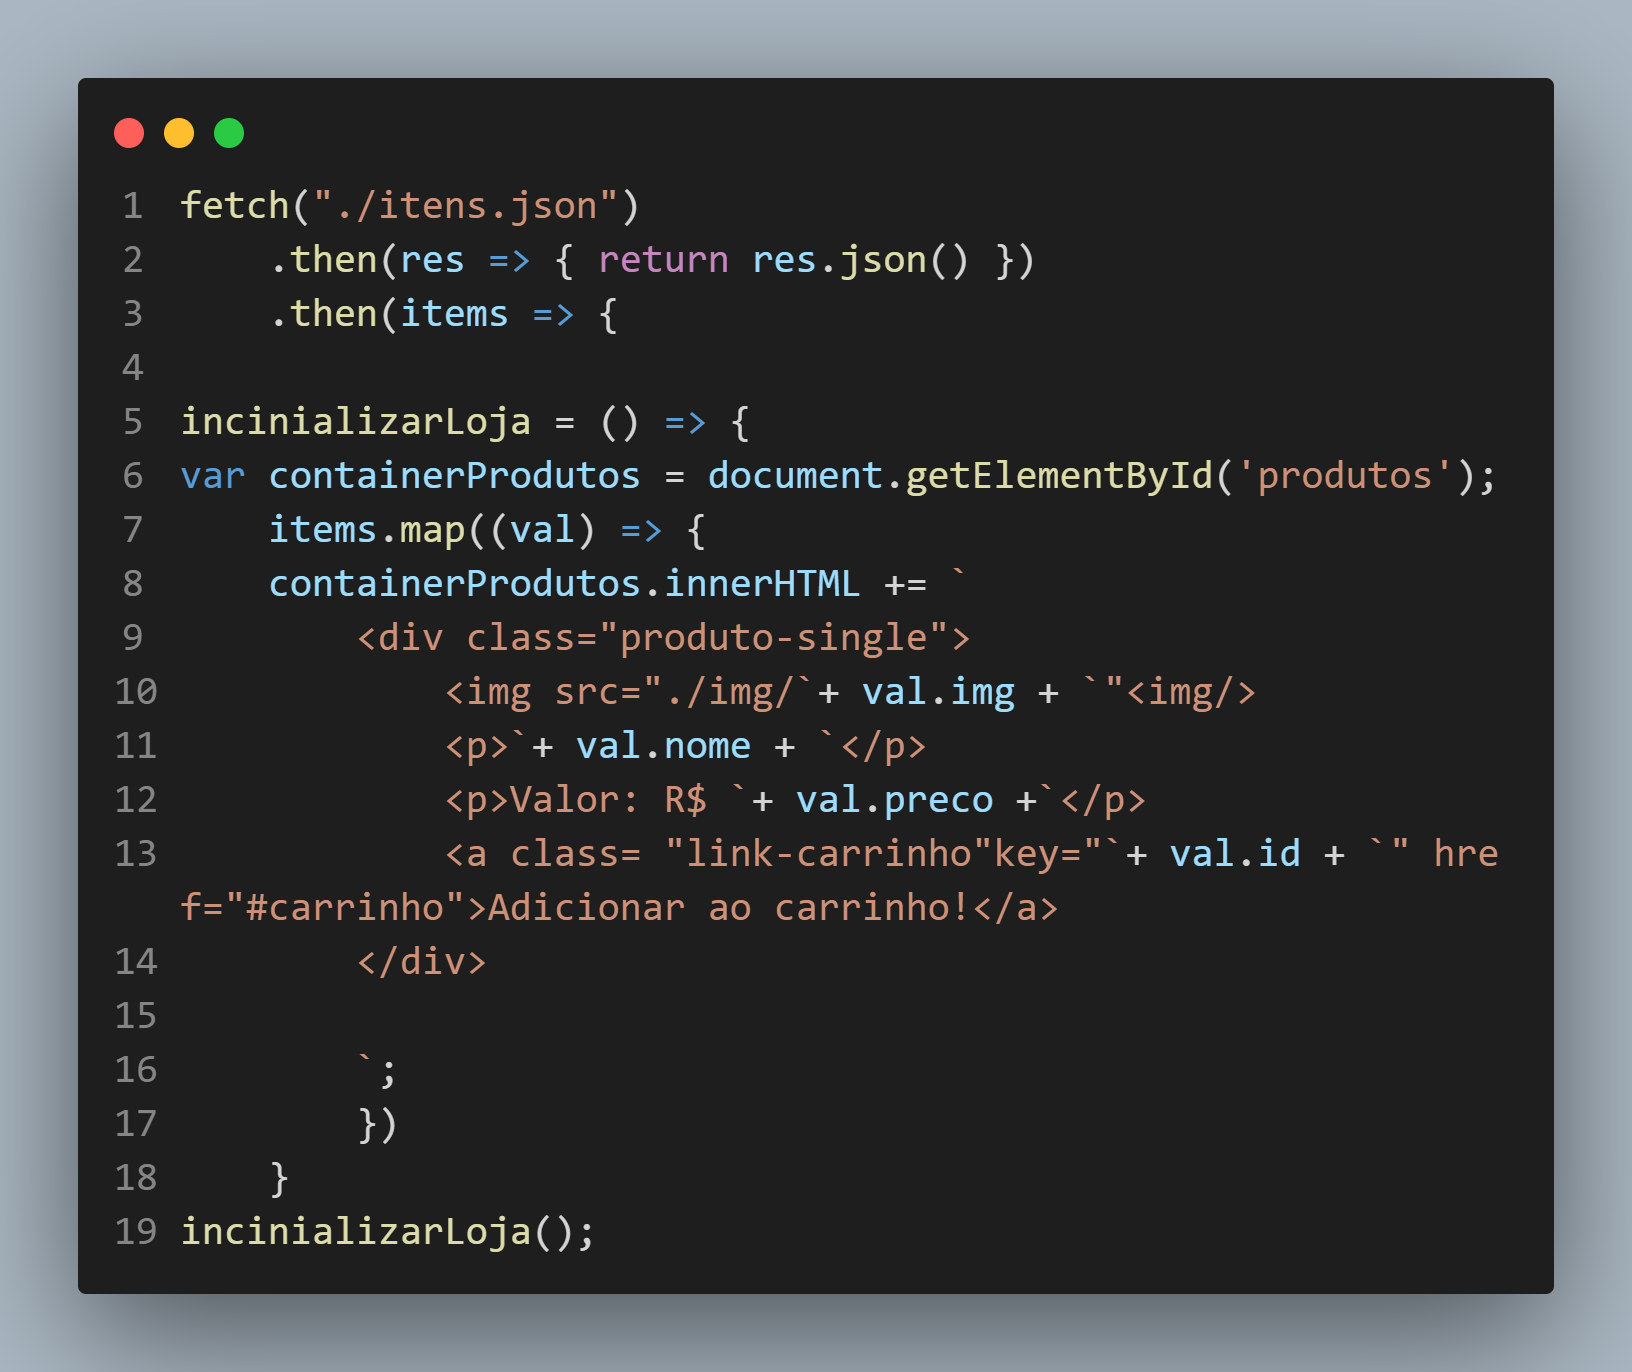 1 fetch("./itens.json")
2     .then(res => { return res.json() })
3     .then(items => {
4
5 incinializarLoja = () => {
6 var containerProdutos = document.getElementById('produtos');
7     items.map((val) => {
8     containerProdutos.innerHTML += `
9         <div class="produto-single">
10             <img src="./img/`+ val.img + `"<img/>
11             <p>`+ val.nome + `</p>
12             <p>Valor: R$ `+ val.preco +`</p>
13             <a class= "link-carrinho"key="`+ val.id + `" hre
f="#carrinho">Adicionar ao carrinho!</a>
14         </div>
15
16         `;
17         })
18     }
19 incinializarLoja();